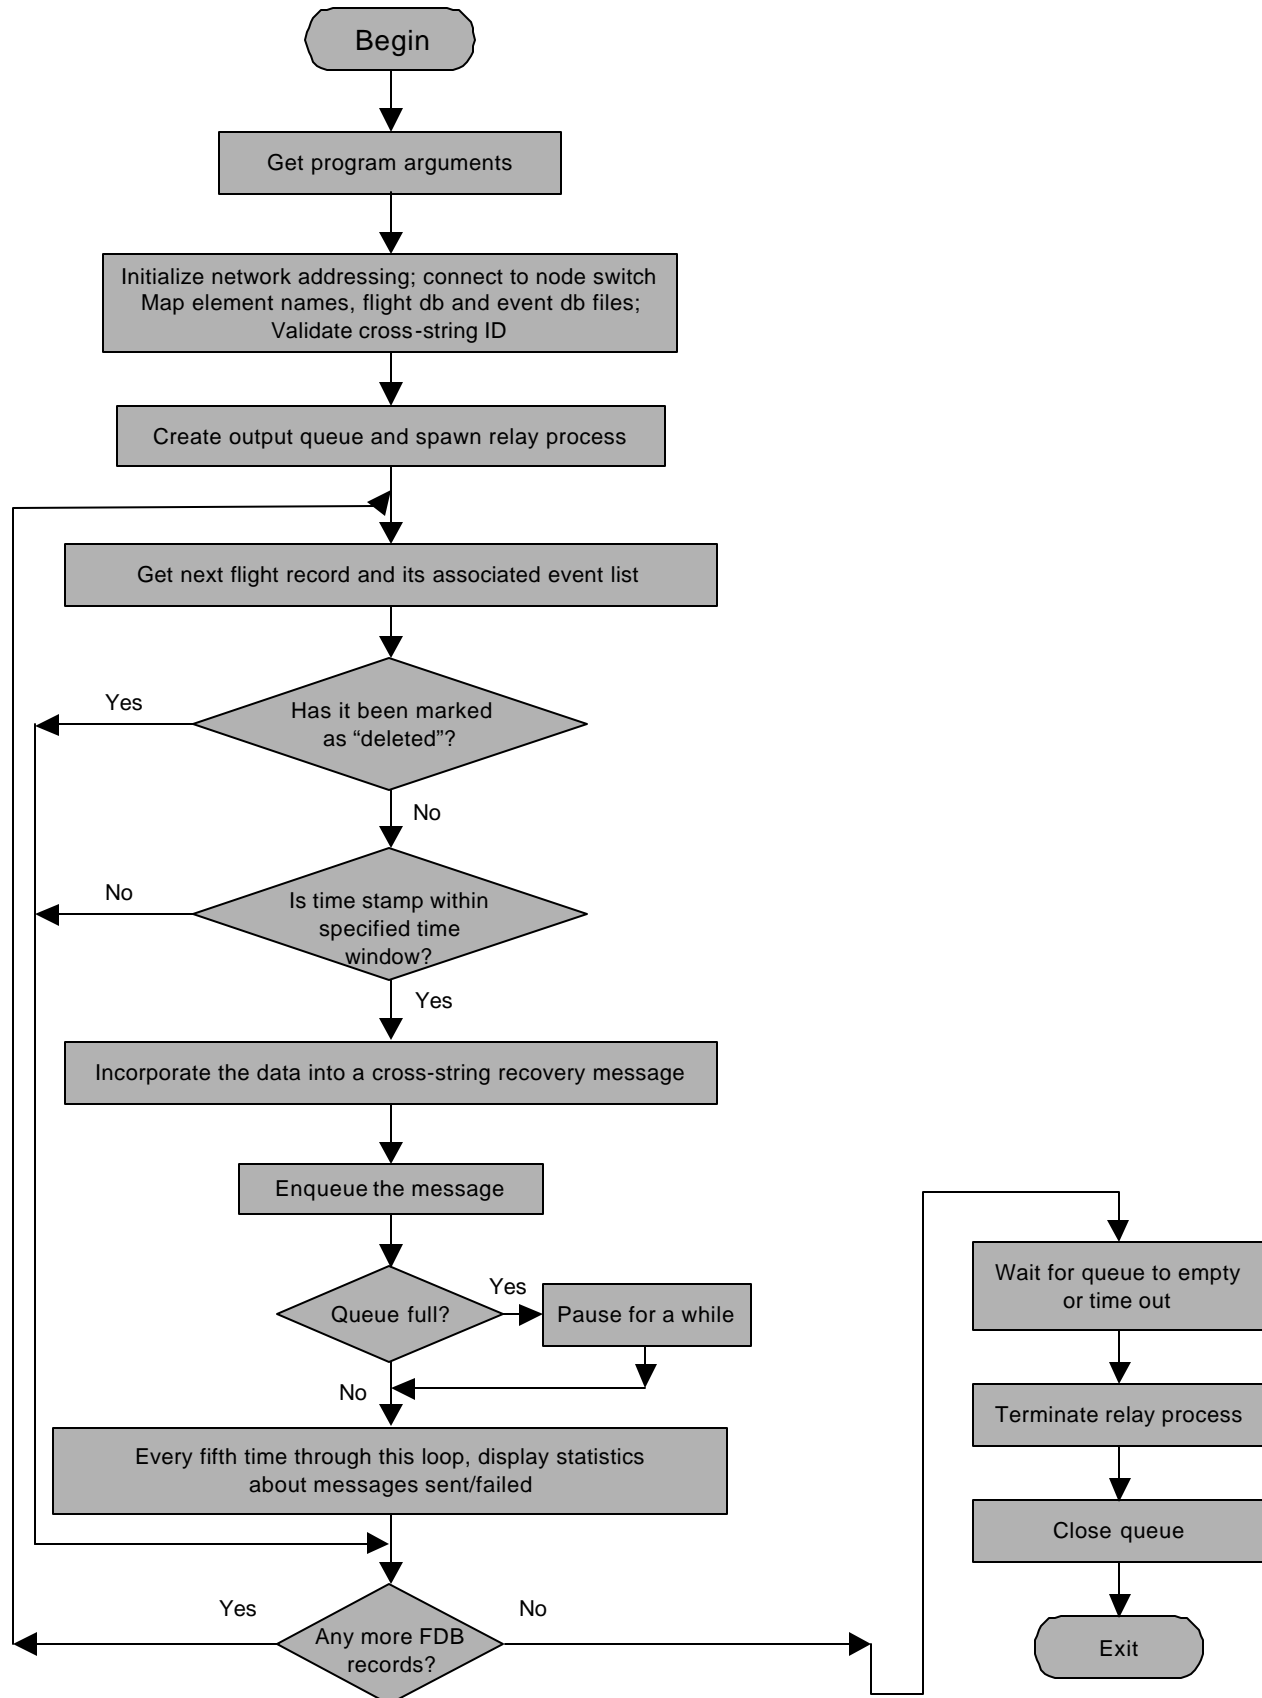 Begin
Get program arguments
Initialize network addressing; connect to node switch
Map element names, flight db and event db files;
Validate cross-string ID
Create output queue and spawn relay process
Get next flight record and its associated event list
Yes
Has it been marked
as “deleted”?
No
No
Is time stamp within
specified time
window?
Yes
Incorporate the data into a cross-string recovery message
Enqueue the message
Queue full?
Yes
Pause for a while
No
Every fifth time through this loop, display statistics
about messages sent/failed
Yes
Any more FDB
records?
No
Wait for queue to empty
or time out
Terminate relay process
Close queue
Exit